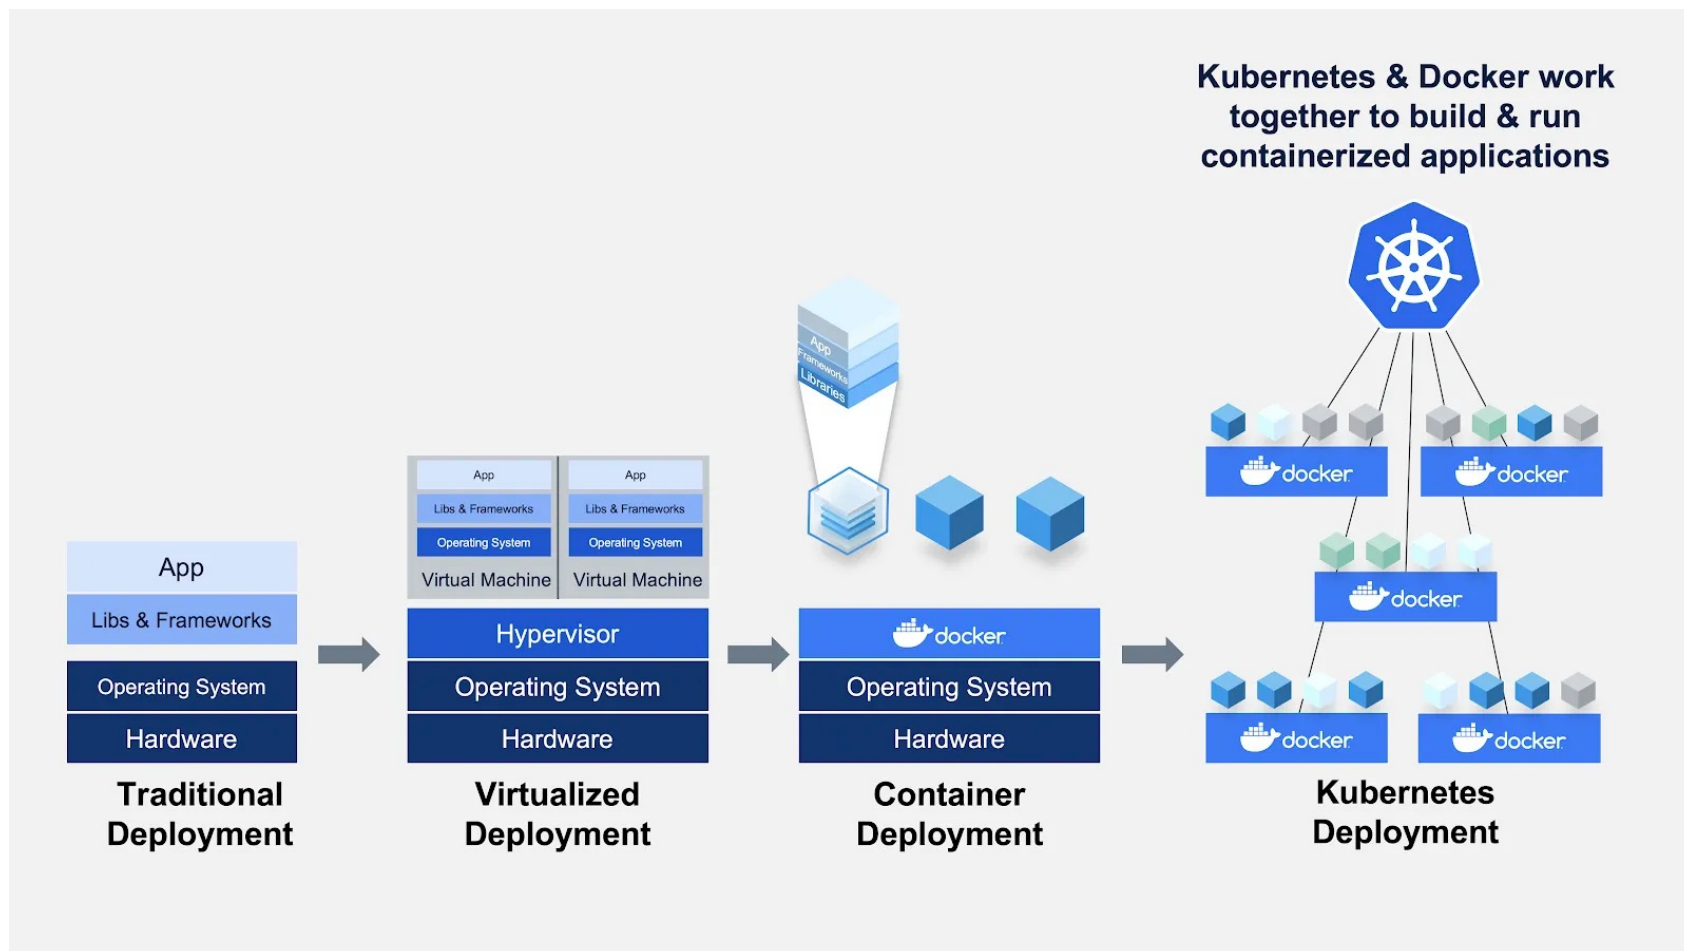 Kubernetes & Docker work
together to build & run
containerized applications
App
Libs & Frameworks
Operating System
Hardware
Traditional
Deployment
App
Libs & Frameworks
Operating System
Virtual Machine
App
Libs & Frameworks
Operating System
Virtual Machine
Hypervisor
Operating System
Hardware
Virtualized
Deployment
App
Frameworks
Libraries
docker
Operating System
Hardware
Container
Deployment
docker
docker
docker
docker
docker
Kubernetes
Deployment